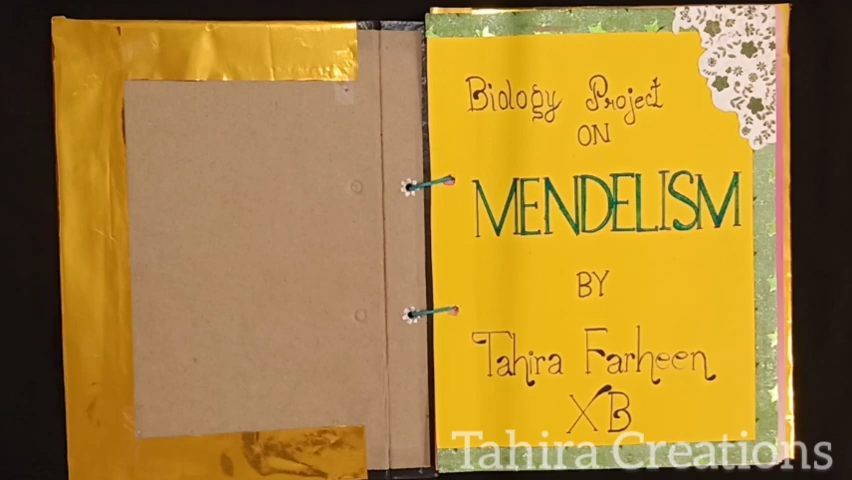 Biology Project
ON
MENDELISM
BY
Tahira Farheen
XB
Tahira Creations